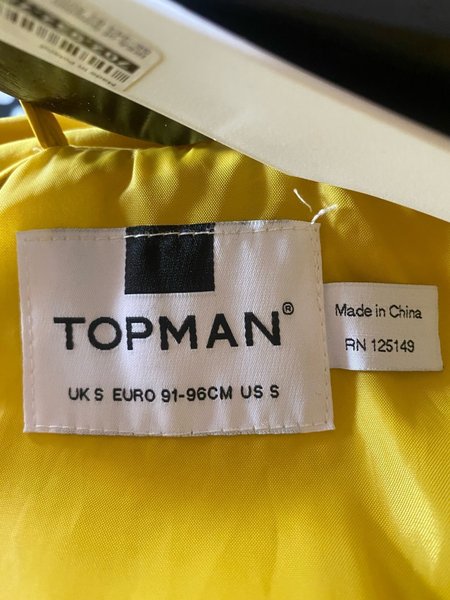 TOPMAN®
UK S EURO 91-96CM US S
Made in China
RN 125149